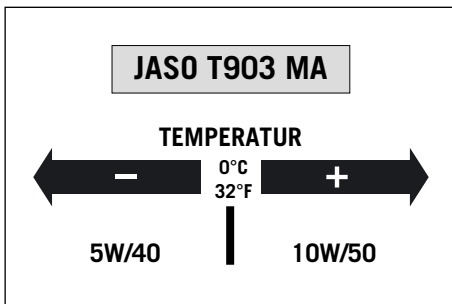 JASO T903 MA
TEMPERATUR
− 0°C +
32°F
5W/40 10W/50